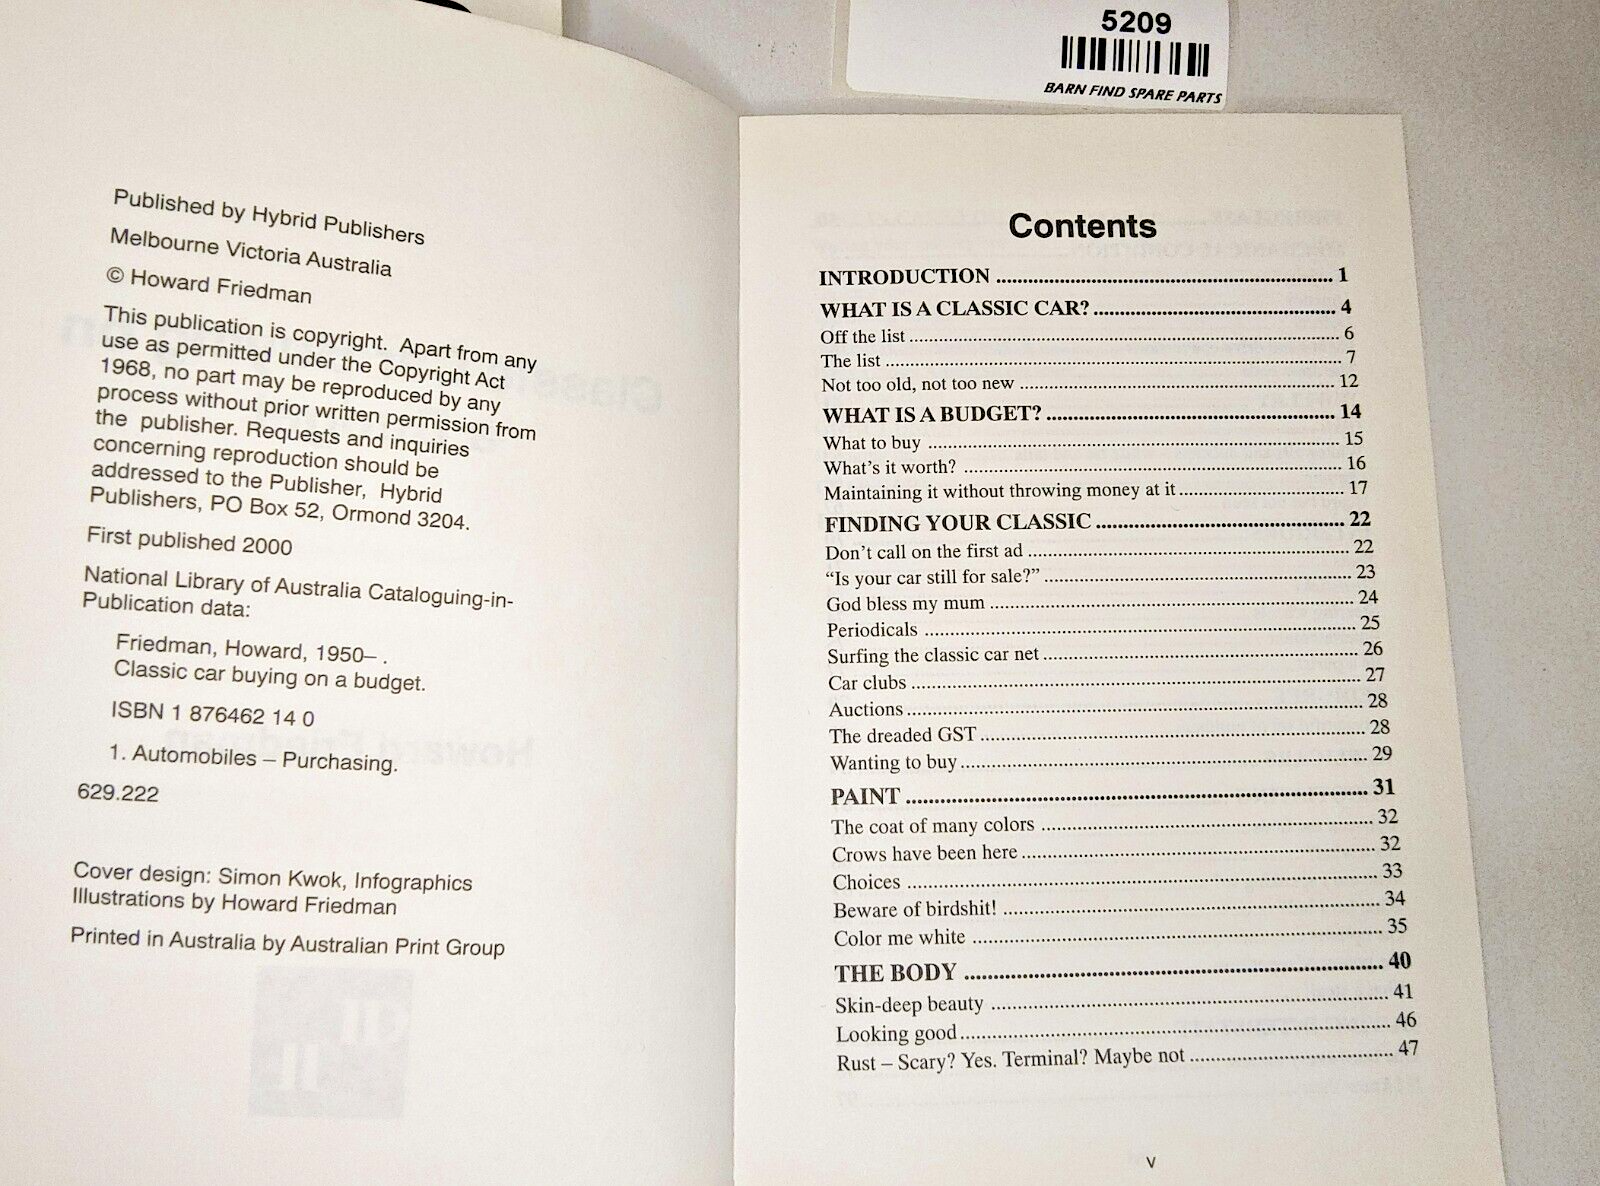 5209
BARN FIND SPARE PARTS
Published by Hybrid Publishers
Melbourne Victoria Australia
© Howard Friedman
This publication is copyright. Apart from any
use as permitted under the Copyright Act
1968, no part may be reproduced by any
process without prior written permission from
the publisher. Requests and inquiries
concerning reproduction should be
addressed to the Publisher, Hybrid
Publishers, PO Box 52, Ormond 3204.
First published 2000
National Library of Australia Cataloguing-in-
Publication data:
Friedman, Howard, 1950– .
Classic car buying on a budget.
ISBN 1 876462 14 0
1. Automobiles – Purchasing.
629.222
Cover design: Simon Kwok, Infographics
Illustrations by Howard Friedman
Printed in Australia by Australian Print Group
Contents
INTRODUCTION ........ 1
WHAT IS A CLASSIC CAR? ........ 4
Off the list ........ 6
The list ........ 7
Not too old, not too new ........ 12
WHAT IS A BUDGET? ........ 14
What to buy ........ 15
What's it worth? ........ 16
Maintaining it without throwing money at it ........ 17
FINDING YOUR CLASSIC ........ 22
Don't call on the first ad ........ 22
“Is your car still for sale?” ........ 23
God bless my mum ........ 24
Periodicals ........ 25
Surfing the classic car net ........ 26
Car clubs ........ 27
Auctions ........ 28
The dreaded GST ........ 28
Wanting to buy ........ 29
PAINT ........ 31
The coat of many colors ........ 32
Crows have been here ........ 32
Choices ........ 33
Beware of birdshit! ........ 34
Color me white ........ 35
THE BODY ........ 40
Skin-deep beauty ........ 41
Looking good ........ 46
Rust – Scary? Yes. Terminal? Maybe not ........ 47
v